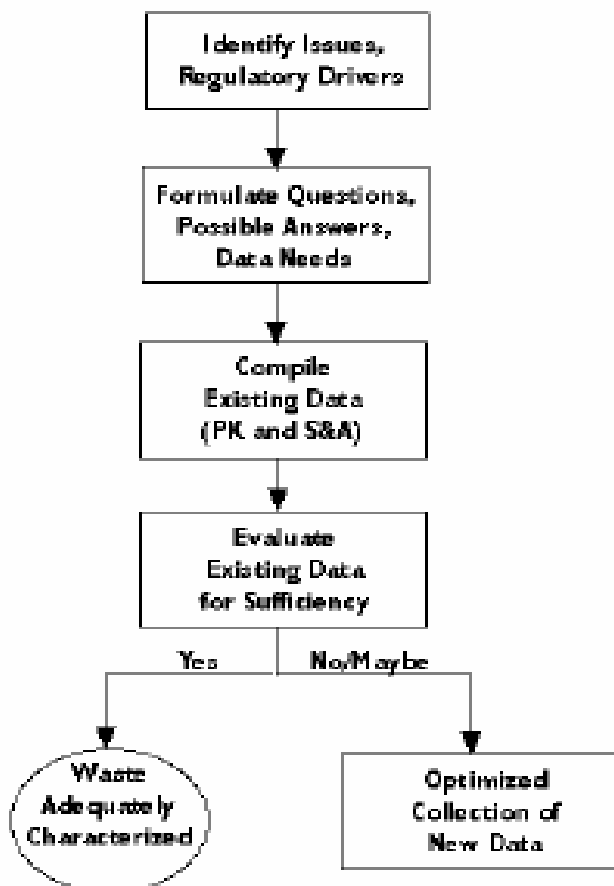 Identify Issues,
Regulatory Drivers
Formulate Questions,
Possible Answers,
Data Needs
Compile
Existing Data
(PK and S&A)
Evaluate
Existing Data
for Sufficiency
Yes
No/Maybe
Waste
Adequately
Characterized
Optimized
Collection of
New Data